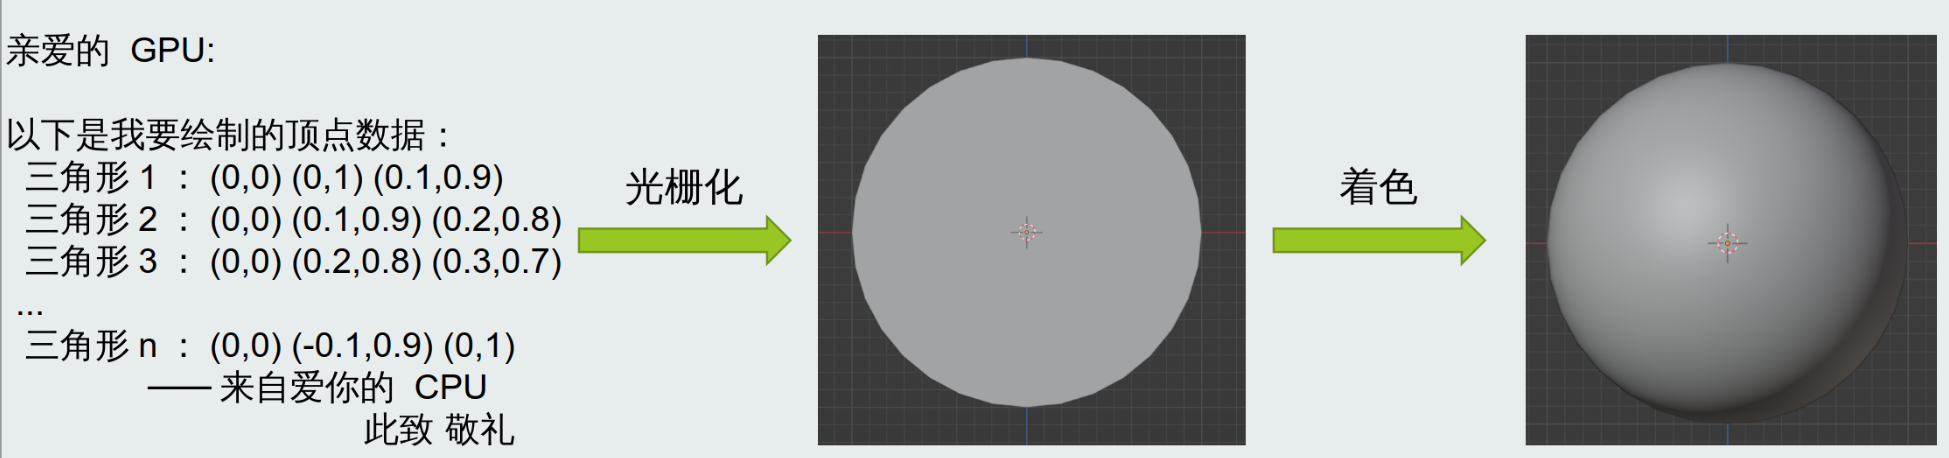 亲爱的 GPU:
以下是我要绘制的顶点数据：
三角形 1 ： (0,0) (0,1) (0.1,0.9)
三角形 2 ： (0,0) (0.1,0.9) (0.2,0.8)
三角形 3 ： (0,0) (0.2,0.8) (0.3,0.7)
...
三角形 n ： (0,0) (-0.1,0.9) (0,1)
—— 来自爱你的 CPU
此致 敬礼
光栅化
着色